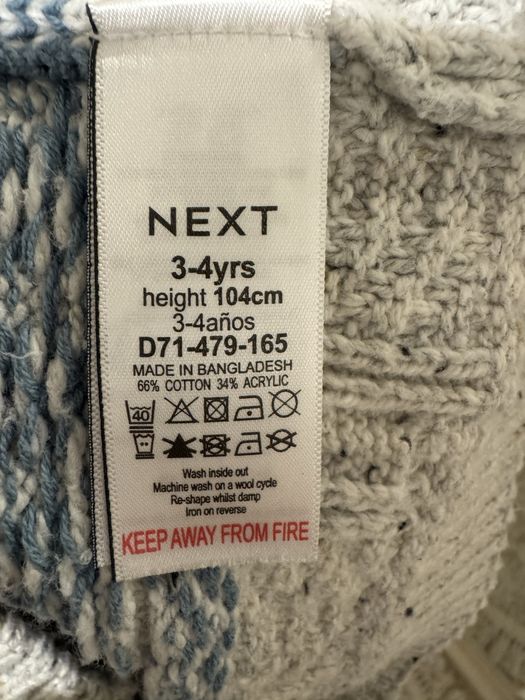 NEXT
3-4yrs
height 104cm
3-4años
D71-479-165
MADE IN BANGLADESH
66% COTTON 34% ACRYLIC
40
Wash inside out
Machine wash on a wool cycle
Re-shape whilst damp
Iron on reverse
KEEP AWAY FROM FIRE